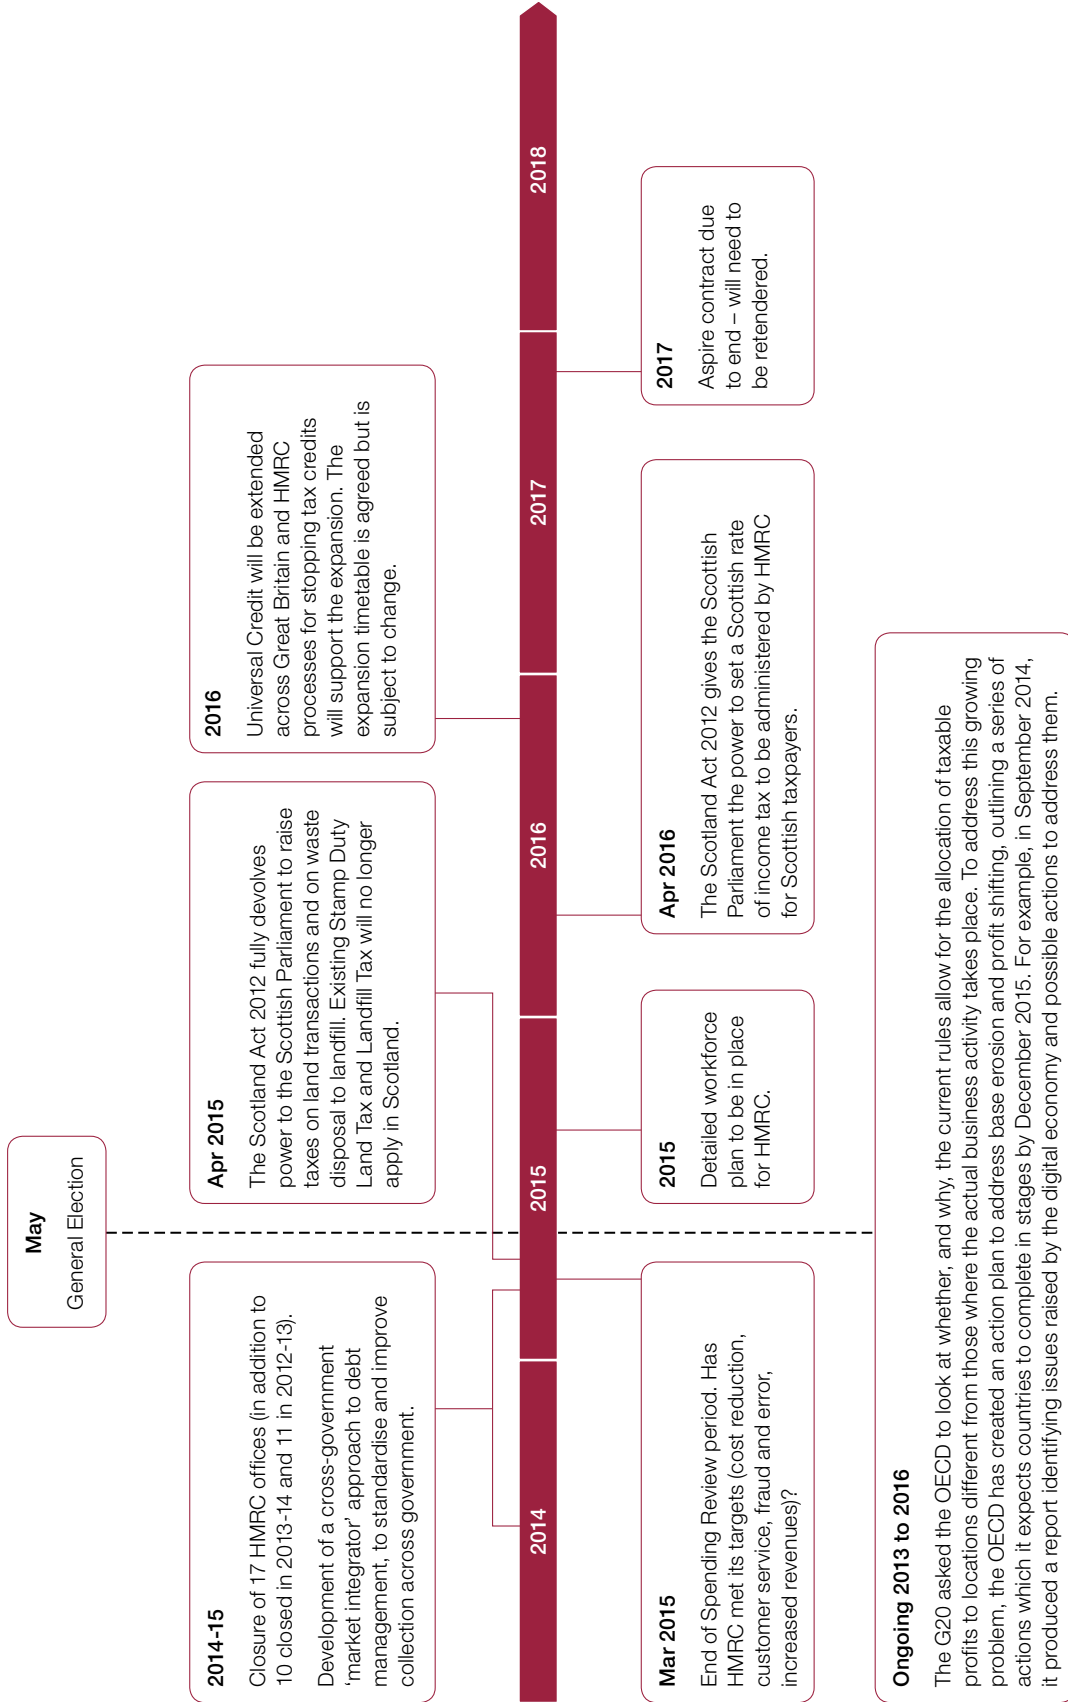 May
General Election
2014-15
Closure of 17 HMRC offices (in addition to
10 closed in 2013-14 and 11 in 2012-13).
Development of a cross-government
‘market integrator’ approach to debt
management, to standardise and improve
collection across government.
Apr 2015
The Scotland Act 2012 fully devolves
power to the Scottish Parliament to raise
taxes on land transactions and on waste
disposal to landfill. Existing Stamp Duty
Land Tax and Landfill Tax will no longer
apply in Scotland.
2016
Universal Credit will be extended
across Great Britain and HMRC
processes for stopping tax credits
will support the expansion. The
expansion timetable is agreed but is
subject to change.
2014
2015
2016
2017
2018
Mar 2015
End of Spending Review period. Has
HMRC met its targets (cost reduction,
customer service, fraud and error,
increased revenues)?
2015
Detailed workforce
plan to be in place
for HMRC.
Apr 2016
The Scotland Act 2012 gives the Scottish
Parliament the power to set a Scottish rate
of income tax to be administered by HMRC
for Scottish taxpayers.
2017
Aspire contract due
to end – will need to
be retendered.
Ongoing 2013 to 2016
The G20 asked the OECD to look at whether, and why, the current rules allow for the allocation of taxable
profits to locations different from those where the actual business activity takes place. To address this growing
problem, the OECD has created an action plan to address base erosion and profit shifting, outlining a series of
actions which it expects countries to complete in stages by December 2015. For example, in September 2014,
it produced a report identifying issues raised by the digital economy and possible actions to address them.